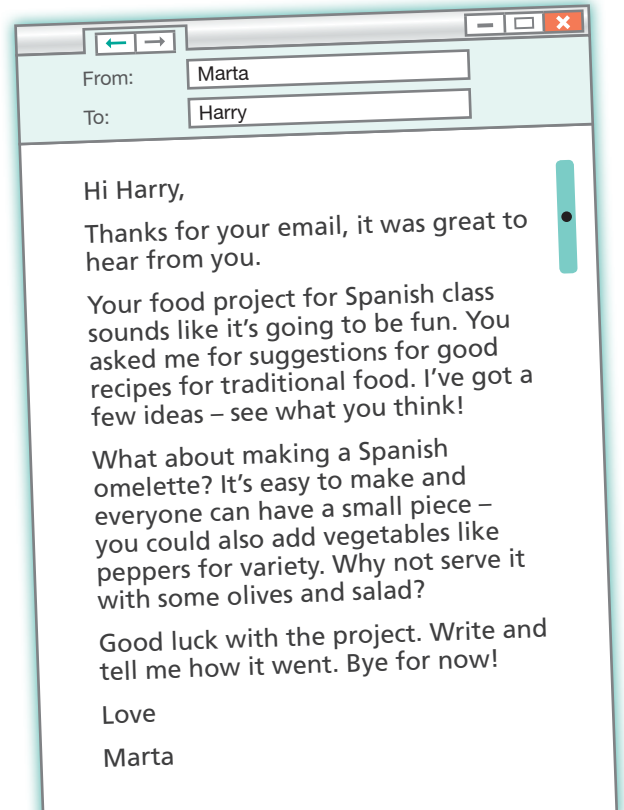 From:
Marta
To:
Harry
Hi Harry,
Thanks for your email, it was great to
hear from you.
Your food project for Spanish class
sounds like it's going to be fun. You
asked me for suggestions for good
recipes for traditional food. I've got a
few ideas – see what you think!
What about making a Spanish
omelette? It's easy to make and
everyone can have a small piece –
you could also add vegetables like
peppers for variety. Why not serve it
with some olives and salad?
Good luck with the project. Write and
tell me how it went. Bye for now!
Love
Marta